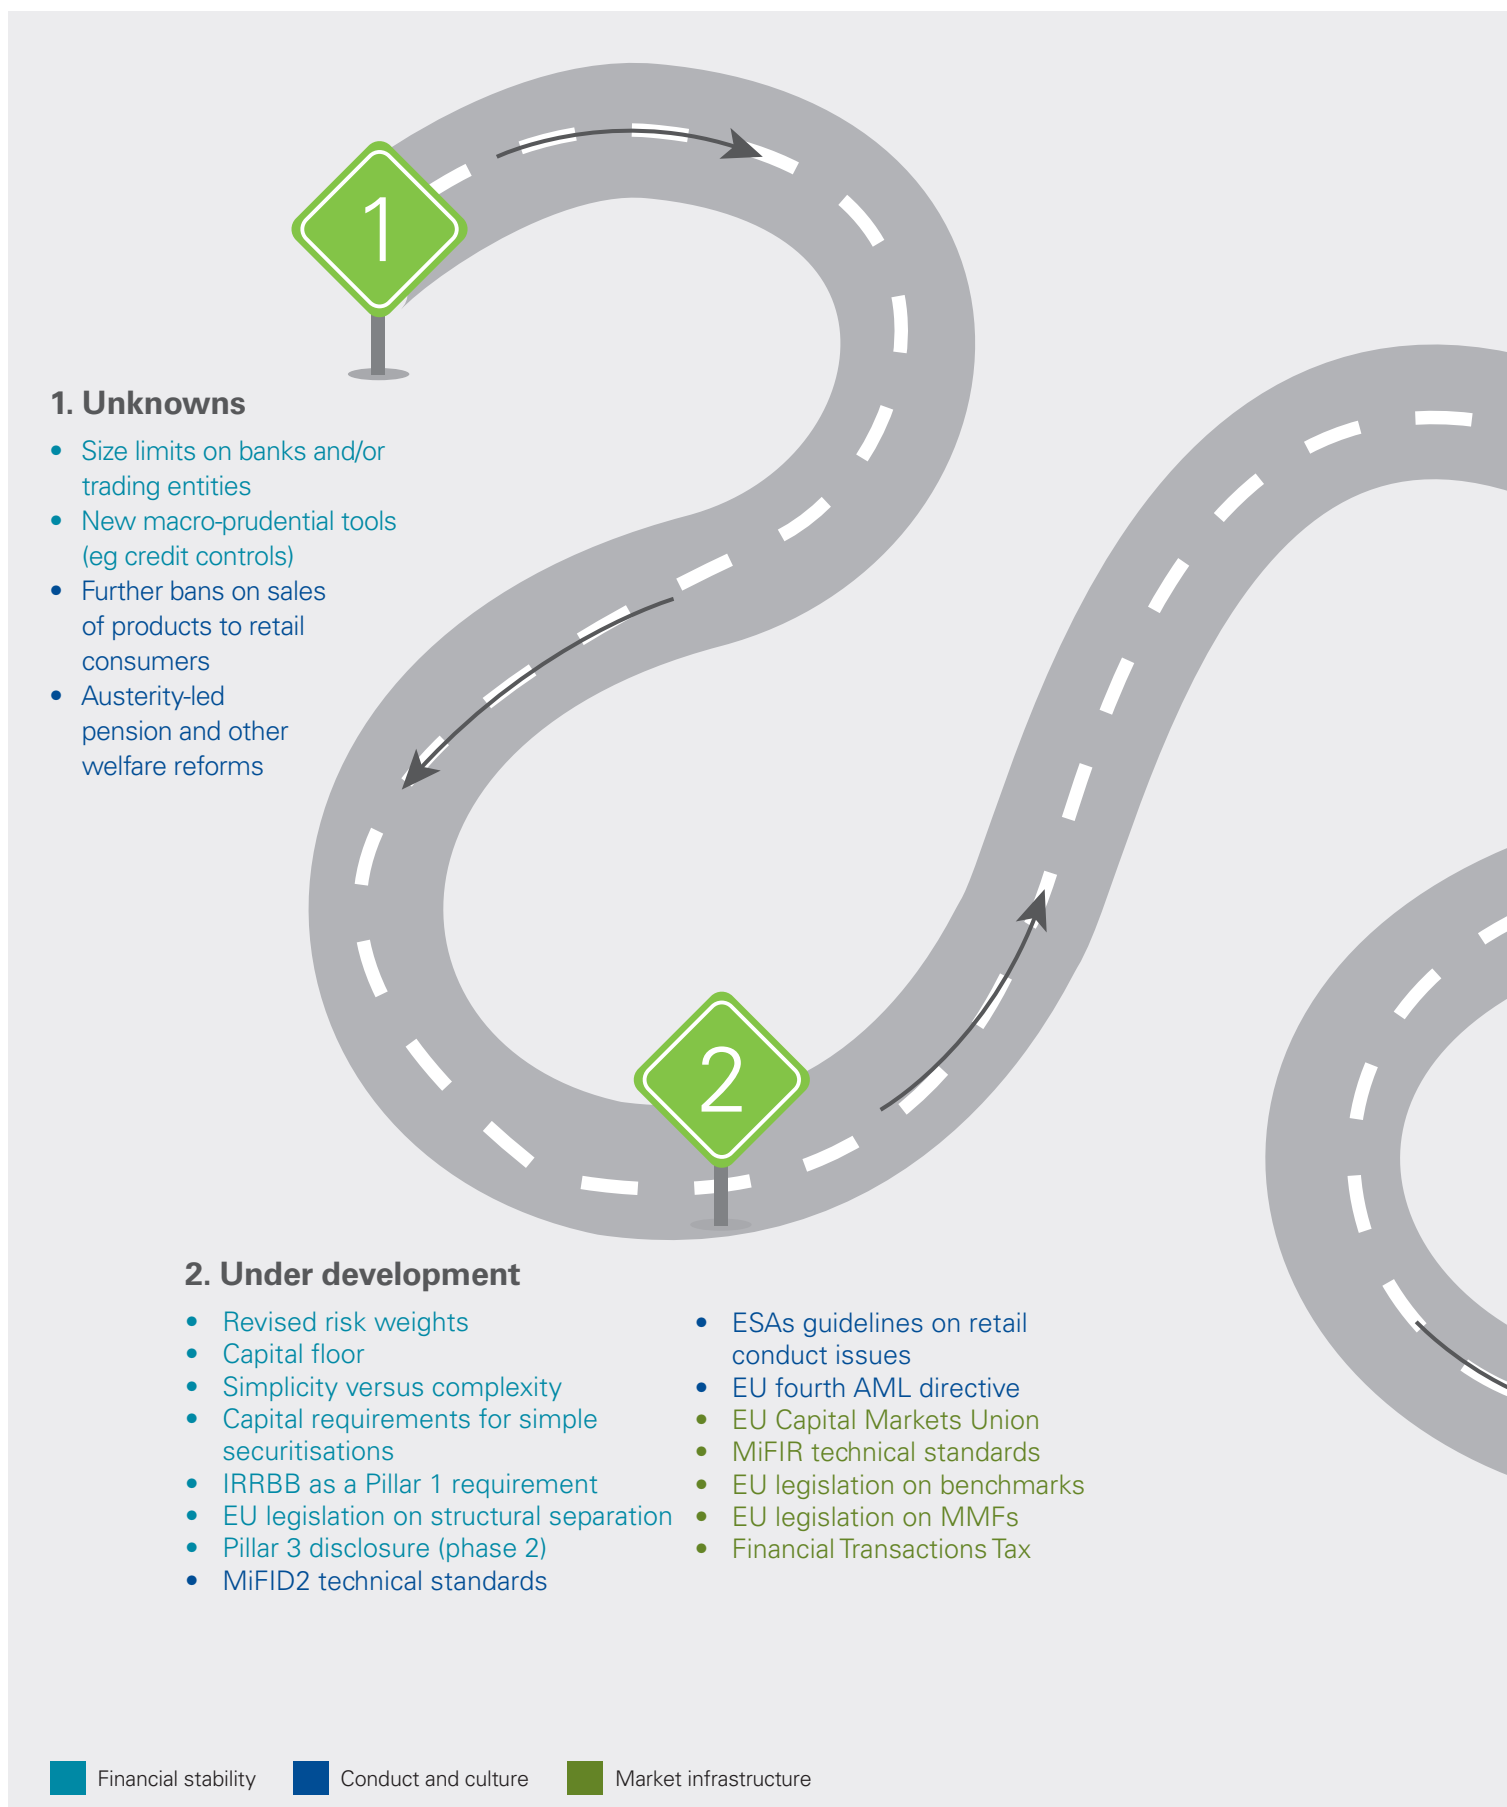 1
1. Unknowns
• Size limits on banks and/or
trading entities
• New macro-prudential tools
(eg credit controls)
• Further bans on sales
of products to retail
consumers
• Austerity-led
pension and other
welfare reforms
2
2. Under development
• Revised risk weights
• Capital floor
• Simplicity versus complexity
• Capital requirements for simple
securitisations
• IRRBB as a Pillar 1 requirement
• EU legislation on structural separation
• Pillar 3 disclosure (phase 2)
• MiFID2 technical standards
• ESAs guidelines on retail
conduct issues
• EU fourth AML directive
• EU Capital Markets Union
• MiFIR technical standards
• EU legislation on benchmarks
• EU legislation on MMFs
• Financial Transactions Tax
Financial stability
Conduct and culture
Market infrastructure